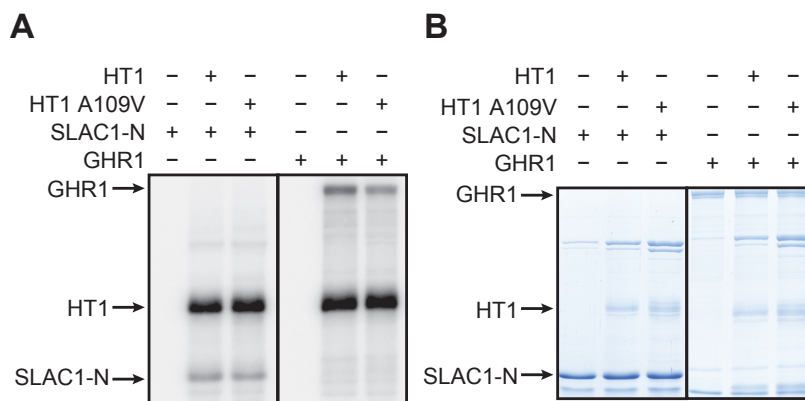 A
HT1 – + – – + –
HT1 A109V – – + – – +
SLAC1-N + + + – – –
GHR1 – – – + + +
GHR1
HT1
SLAC1-N
B
HT1 – + – – + –
HT1 A109V – – + – – +
SLAC1-N + + + – – –
GHR1 – – – + + +
GHR1
HT1
SLAC1-N